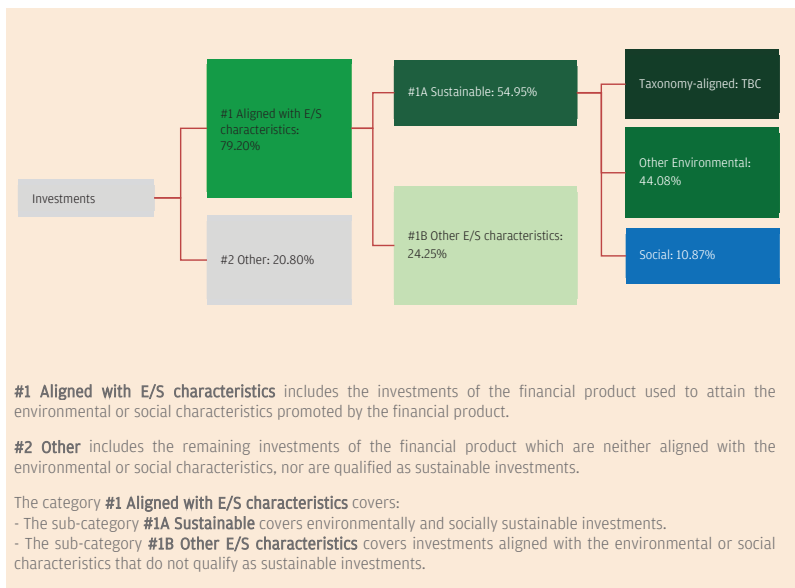 Investments
#1 Aligned with E/S
characteristics:
79.20%
#2 Other: 20.80%
#1A Sustainable: 54.95%
#1B Other E/S characteristics:
24.25%
Taxonomy-aligned: TBC
Other Environmental:
44.08%
Social: 10.87%
#1 Aligned with E/S characteristics includes the investments of the financial product used to attain the
environmental or social characteristics promoted by the financial product.
#2 Other includes the remaining investments of the financial product which are neither aligned with the
environmental or social characteristics, nor are qualified as sustainable investments.
The category #1 Aligned with E/S characteristics covers:
- The sub-category #1A Sustainable covers environmentally and socially sustainable investments.
- The sub-category #1B Other E/S characteristics covers investments aligned with the environmental or social
characteristics that do not qualify as sustainable investments.